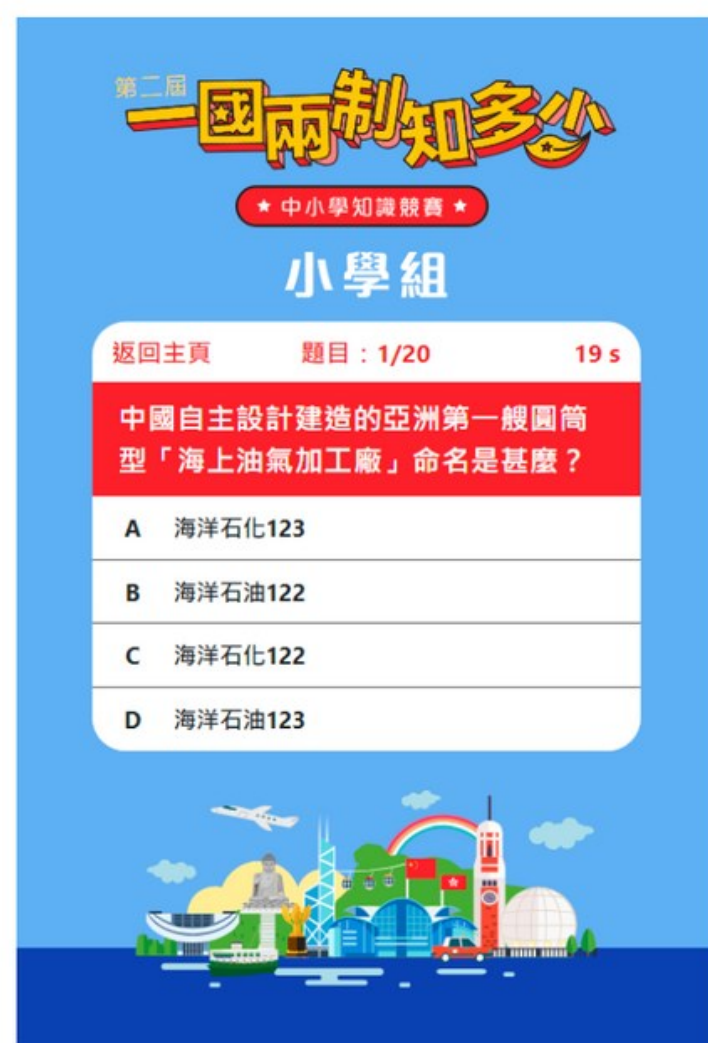 第二屆
一國兩制知多少
★ 中小學知識競賽 ★
小學組
返回主頁 題目：1/20 19 s
中國自主設計建造的亞洲第一艘圓筒
型「海上油氣加工廠」命名是甚麼？
A 海洋石化123
B 海洋石油122
C 海洋石化122
D 海洋石油123